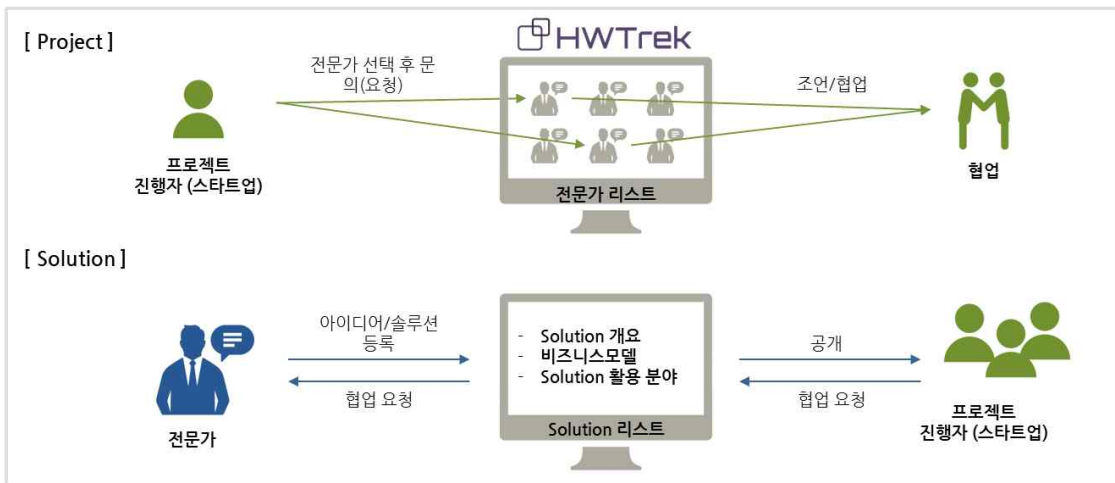 [ Project ]
HWTrek
전문가 선택 후 문
의(요청)
조언/협업
프로젝트
진행자 (스타트업)
전문가 리스트
협업
[ Solution ]
아이디어/솔루션
등록
협업 요청
전문가
- Solution 개요
- 비즈니스모델
- Solution 활용 분야
Solution 리스트
공개
협업 요청
프로젝트
진행자 (스타트업)